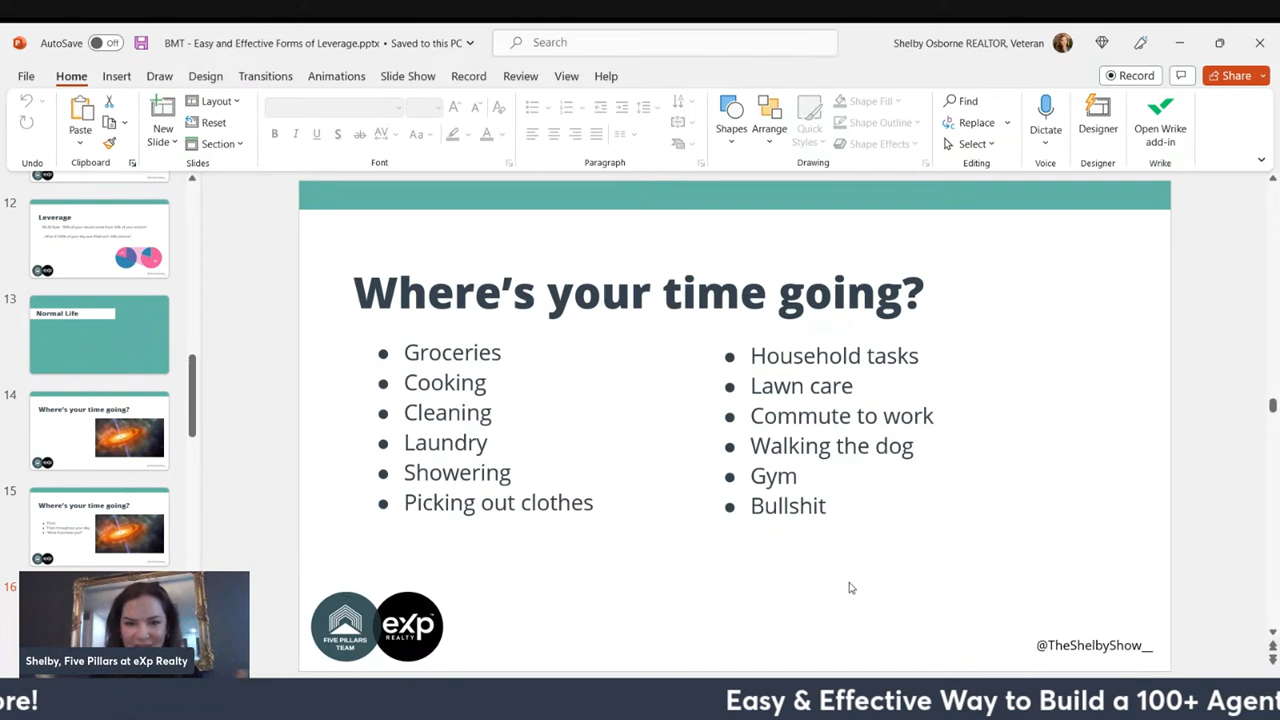 AutoSave
Off
BMT - Easy and Effective Forms of Leverage.pptx • Saved to this PC
Search
Shelby Osborne REALTOR, Veteran
File Home Insert Draw Design Transitions Animations Slide Show Record Review View Help
Record
Share
Paste
Undo
Clipboard
New Slide
Layout
Reset
Section
Slides
B I U S ab AV Aa A
Font
Paragraph
Shapes
Arrange
Quick Styles
Shape Fill
Shape Outline
Shape Effects
Drawing
Find
Replace
Select
Editing
Dictate
Voice
Designer
Designer
Open Wrike add-in
Wrike
12
Leverage
13
Normal Life
14
Where's your time going?
15
Where's your time going?
16
Where's your time going?
● Groceries
● Cooking
● Cleaning
● Laundry
● Showering
● Picking out clothes
● Household tasks
● Lawn care
● Commute to work
● Walking the dog
● Gym
● Bullshit
FIVE PILLARS
TEAM
eXp
REALTY
@TheShelbyShow__
Shelby, Five Pillars at eXp Realty
ore!
Easy & Effective Way to Build a 100+ Agent